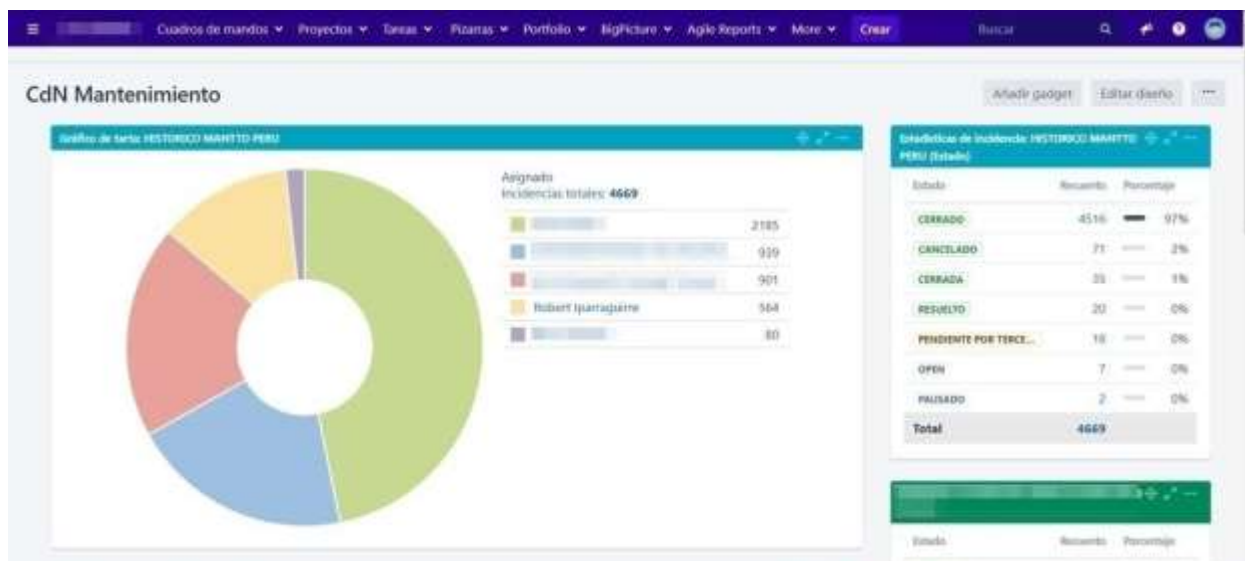 Cuadros de mandos Proyectos Tareas Pizarras Portfolio BigPicture Agile Reports More Crear Buscar
CdN Mantenimiento
Añadir gadget Editar diseño
Gráfico de tarta: HISTORICO MANTTO PERU
Asignado
Incidencias totales: 4669
2185
939
901
Robert Iparraguirre 564
80
Estadísticas de incidencia: HISTORICO MANTTO
PERU (Estado)
Estado Recuento Porcentaje
CERRADO 4516 97%
CANCELADO 71 2%
CERRADA 35 1%
RESUELTO 20 0%
PENDIENTE POR TERCE... 18 0%
OPEN 7 0%
PAUSADO 2 0%
Total 4669
Estado Recuento Porcentaje